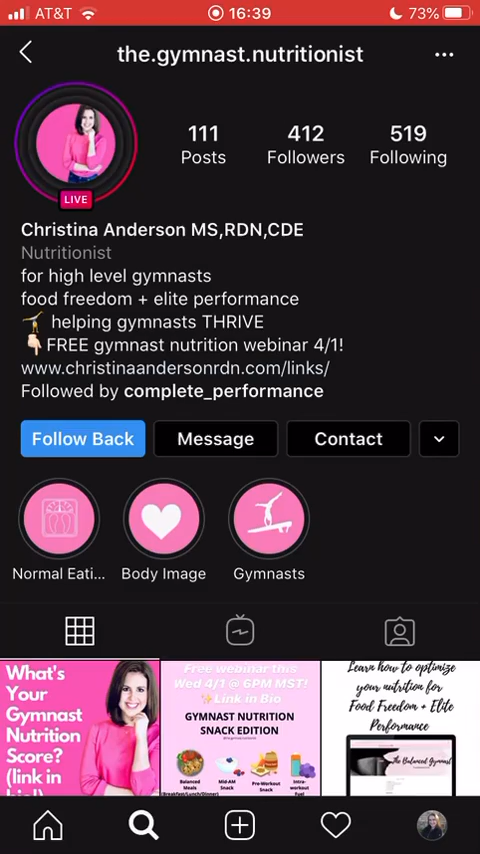 AT&T 16:39 73%
the.gymnast.nutritionist
111 412 519
Posts Followers Following
LIVE
Christina Anderson MS,RDN,CDE
Nutritionist
for high level gymnasts
food freedom + elite performance
🤸 helping gymnasts THRIVE
👇🏻FREE gymnast nutrition webinar 4/1!
www.christinaandersonrdn.com/links/
Followed by complete_performance
Follow Back Message Contact
Normal Eati... Body Image Gymnasts
What's
Your
Gymnast
Nutrition
Score?
(link in
bio!)
Free webinar this
Wed 4/1 @ 6PM MST!
✨Link in Bio
GYMNAST NUTRITION
SNACK EDITION
Balanced Meals (Breakfast/Lunch/Dinner)
Mid-AM Snack
Pre-Workout Snack
Intra-workout Fuel
Learn how to optimize
your nutrition for
Food Freedom + Elite
Performance
The Balanced Gymnast